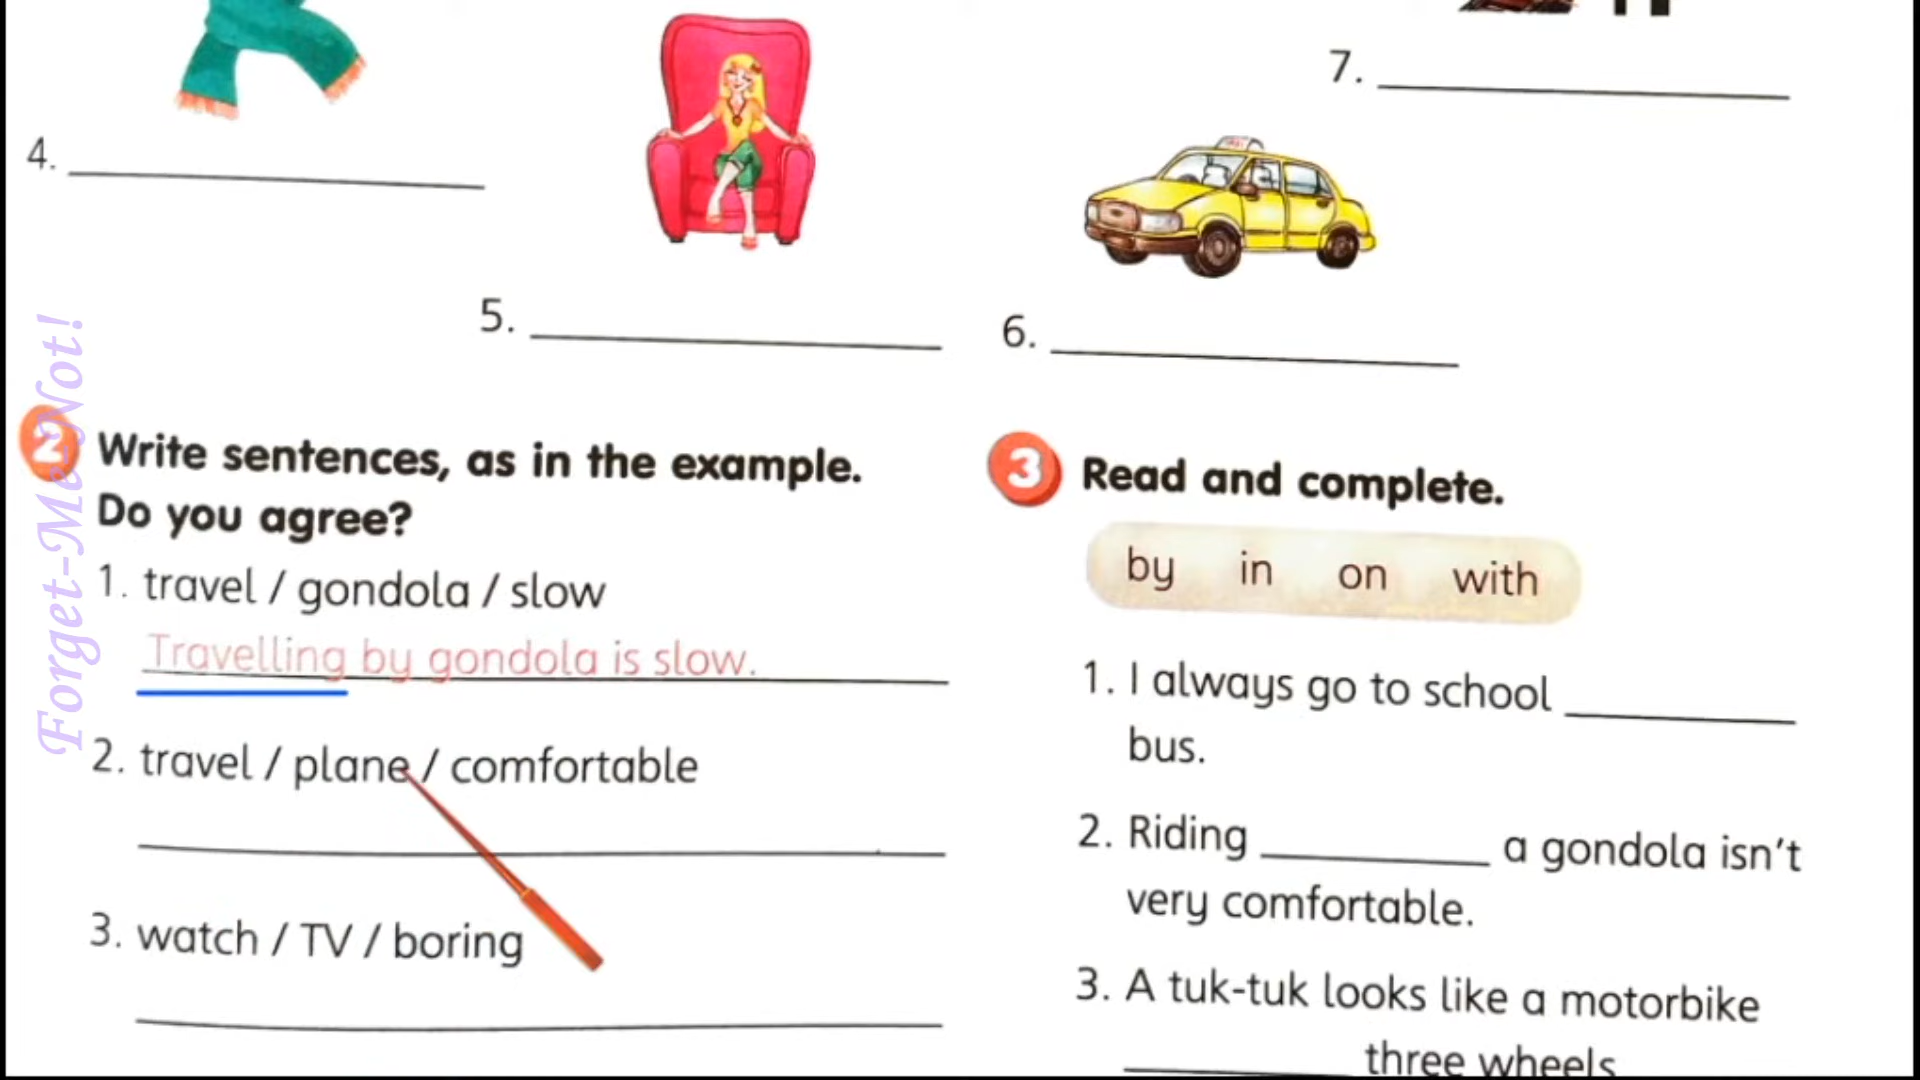 7.
4.
5.
6.
Forget-Me-Not!
2 Write sentences, as in the example.
Do you agree?
1. travel / gondola / slow
Travelling by gondola is slow.
2. travel / plane / comfortable
3. watch / TV / boring
3 Read and complete.
by in on with
1. I always go to school
bus.
2. Riding a gondola isn't
very comfortable.
3. A tuk-tuk looks like a motorbike
three wheels